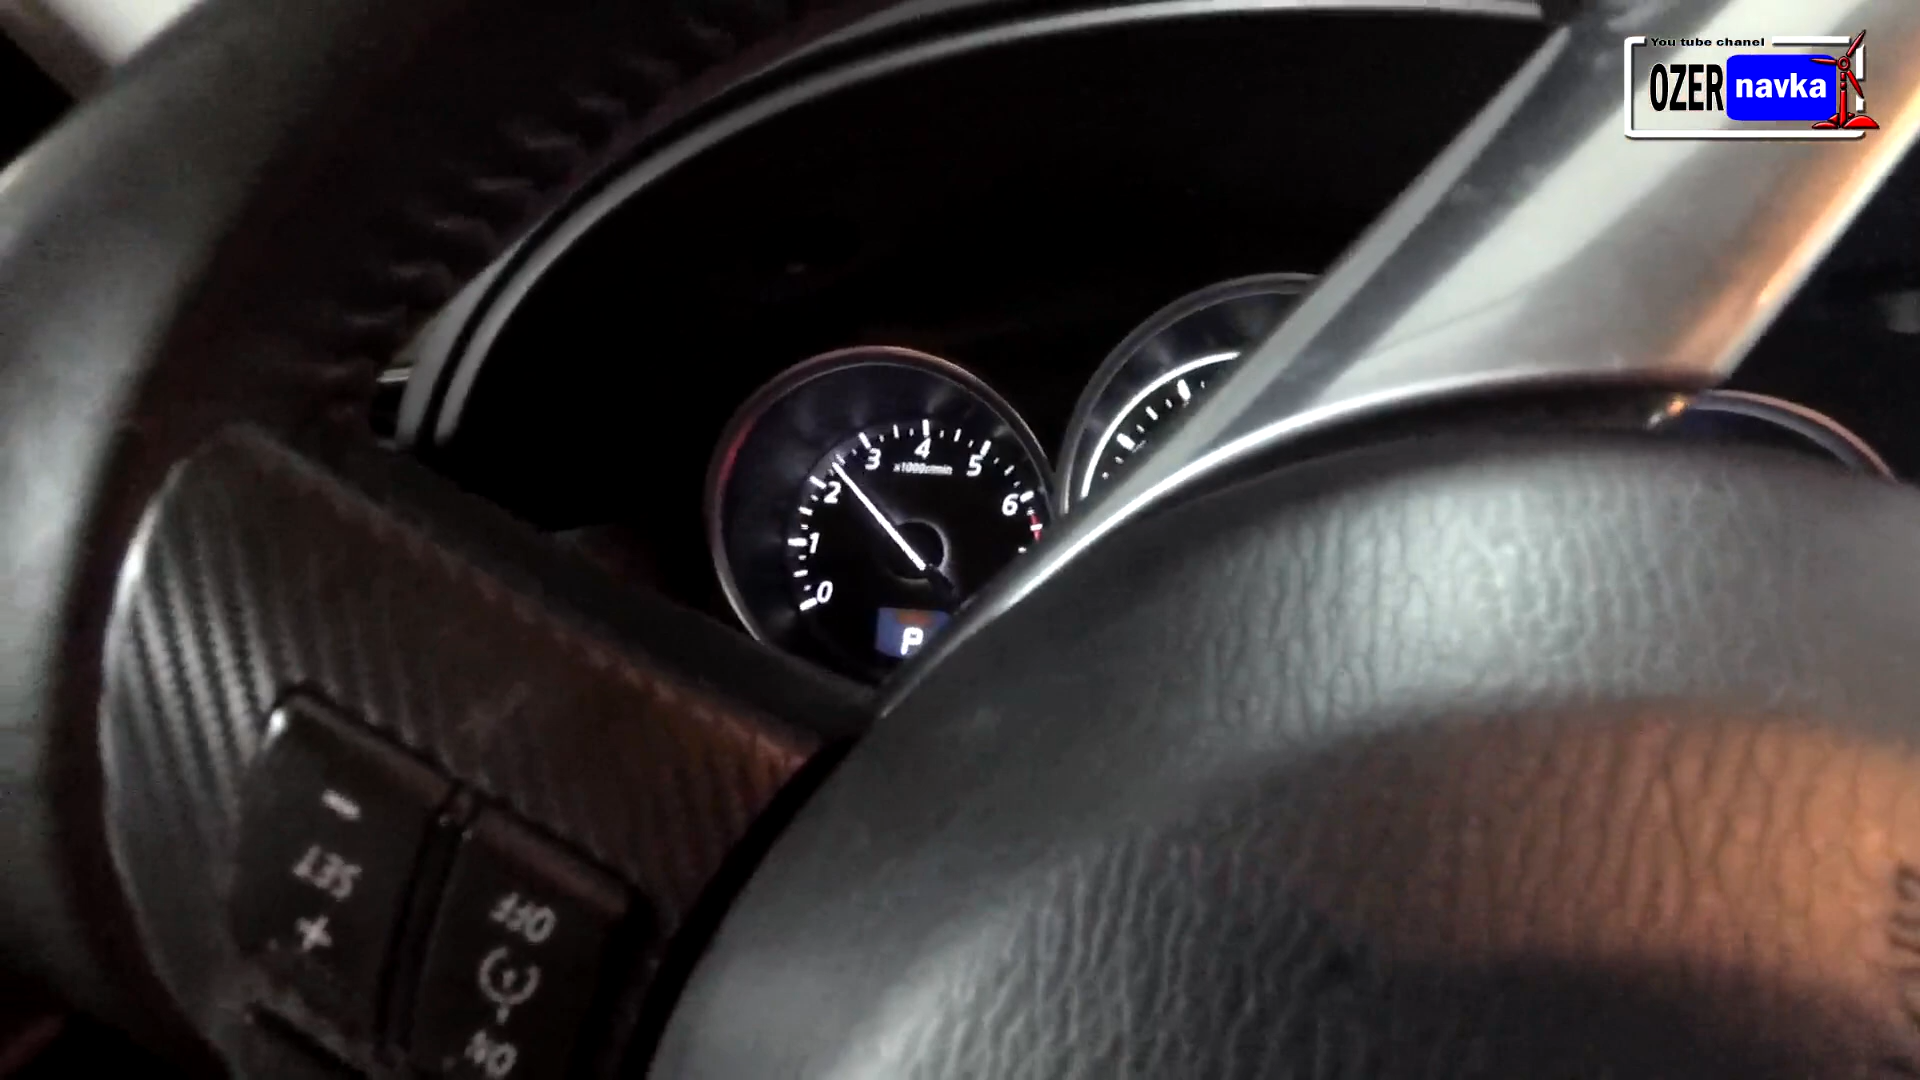 You tube chanel
OZER navka
0
1
2
3
4
5
6
x1000r/min
P
-
SET
+
OFF
ON